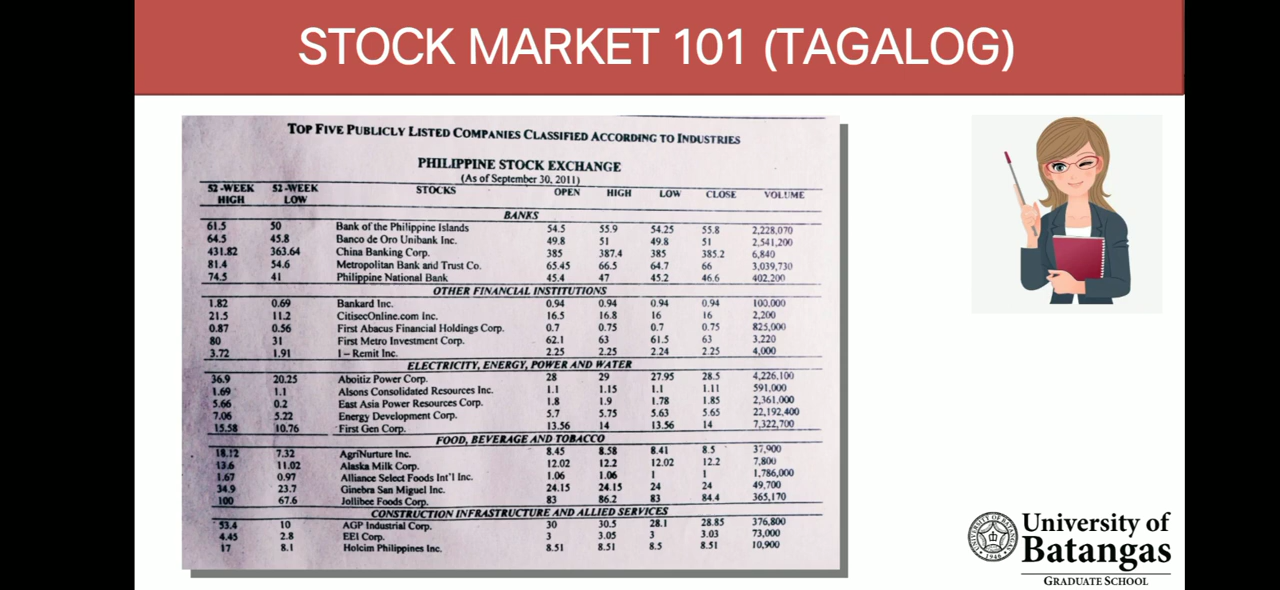 STOCK MARKET 101 (TAGALOG)
TOP FIVE PUBLICLY LISTED COMPANIES CLASSIFIED ACCORDING TO INDUSTRIES
PHILIPPINE STOCK EXCHANGE
(As of September 30, 2011)
52-WEEK HIGH 52-WEEK LOW STOCKS OPEN HIGH LOW CLOSE VOLUME
BANKS
61.5 50 Bank of the Philippine Islands 54.5 55.9 54.25 55.8 2,228,070
64.5 45.8 Banco de Oro Unibank Inc. 49.8 51 49.8 51 2,541,200
431.82 363.64 China Banking Corp. 385 387.4 385 385.2 6,840
81.4 54.6 Metropolitan Bank and Trust Co. 65.45 66.5 64.7 66 3,039,730
74.5 41 Philippine National Bank 45.4 47 45.2 46.6 402,200
OTHER FINANCIAL INSTITUTIONS
1.82 0.69 Bankard Inc. 0.94 0.94 0.94 0.94 100,000
21.5 11.2 CitisecOnline.com Inc. 16.5 16.8 16 16 2,200
0.87 0.56 First Abacus Financial Holdings Corp. 0.7 0.75 0.7 0.75 825,000
80 31 First Metro Investment Corp. 62.1 63 61.5 63 3,220
3.72 1.91 I – Remit Inc. 2.25 2.25 2.24 2.25 4,000
ELECTRICITY, ENERGY, POWER AND WATER
36.9 20.25 Aboitiz Power Corp. 28 29 27.95 28.5 4,226,100
1.69 1.1 Alsons Consolidated Resources Inc. 1.1 1.15 1.1 1.11 591,000
5.66 0.2 East Asia Power Resources Corp. 1.8 1.9 1.78 1.85 2,361,000
7.06 5.22 Energy Development Corp. 5.7 5.75 5.63 5.65 22,192,400
15.58 10.76 First Gen Corp. 13.56 14 13.56 14 7,322,700
FOOD, BEVERAGE AND TOBACCO
18.12 7.32 AgriNurture Inc. 8.45 8.58 8.41 8.5 37,900
13.6 11.02 Alaska Milk Corp. 12.02 12.2 12.02 12.2 7,800
1.67 0.97 Alliance Select Foods Int'l Inc. 1.06 1.06 1 1 1,786,000
34.9 23.7 Ginebra San Miguel Inc. 24.15 24.15 24 24 49,700
100 67.6 Jollibee Foods Corp. 83 86.2 83 84.4 365,170
CONSTRUCTION INFRASTRUCTURE AND ALLIED SERVICES
53.4 10 AGP Industrial Corp. 30 30.5 28.1 28.85 376,800
4.45 2.8 EEI Corp. 3 3.05 3 3.03 73,000
17 8.1 Holcim Philippines Inc. 8.51 8.51 8.5 8.51 10,900
University of
Batangas
GRADUATE SCHOOL